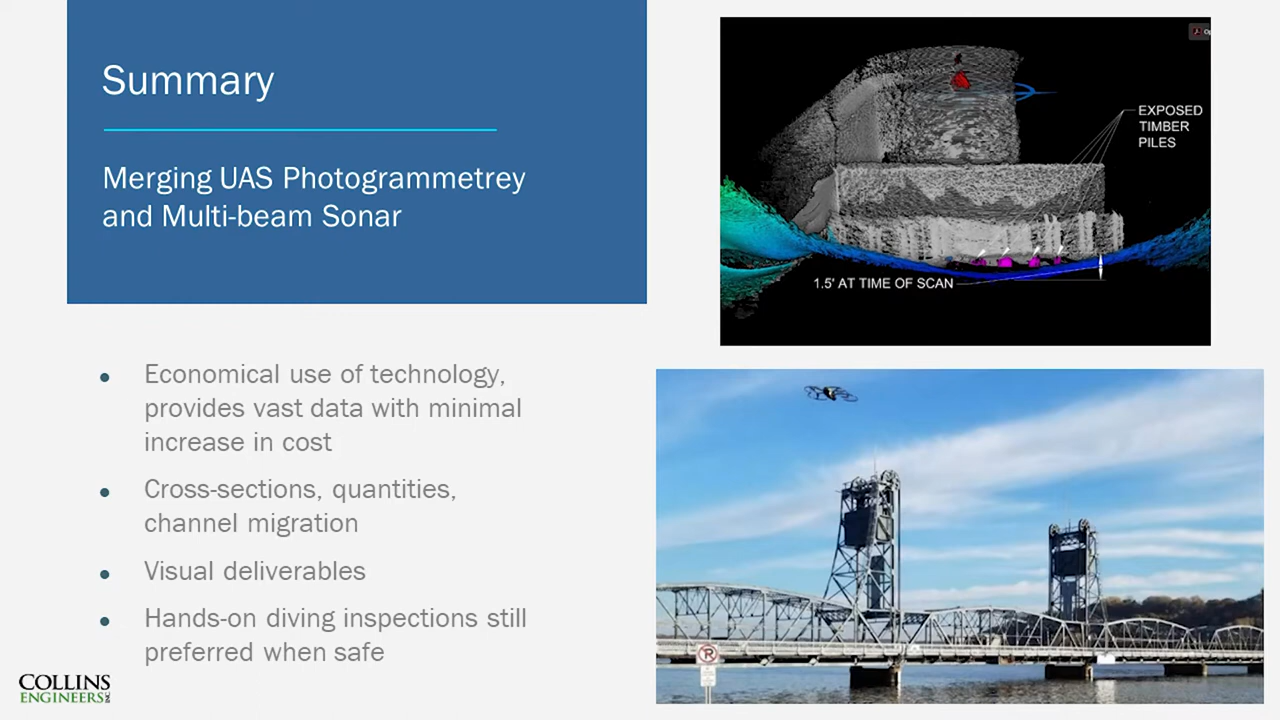 Summary
Merging UAS Photogrammetrey
and Multi-beam Sonar
Economical use of technology,
provides vast data with minimal
increase in cost
Cross-sections, quantities,
channel migration
Visual deliverables
Hands-on diving inspections still
preferred when safe
COLLINS
ENGINEERS INC
EXPOSED
TIMBER
PILES
1.5' AT TIME OF SCAN